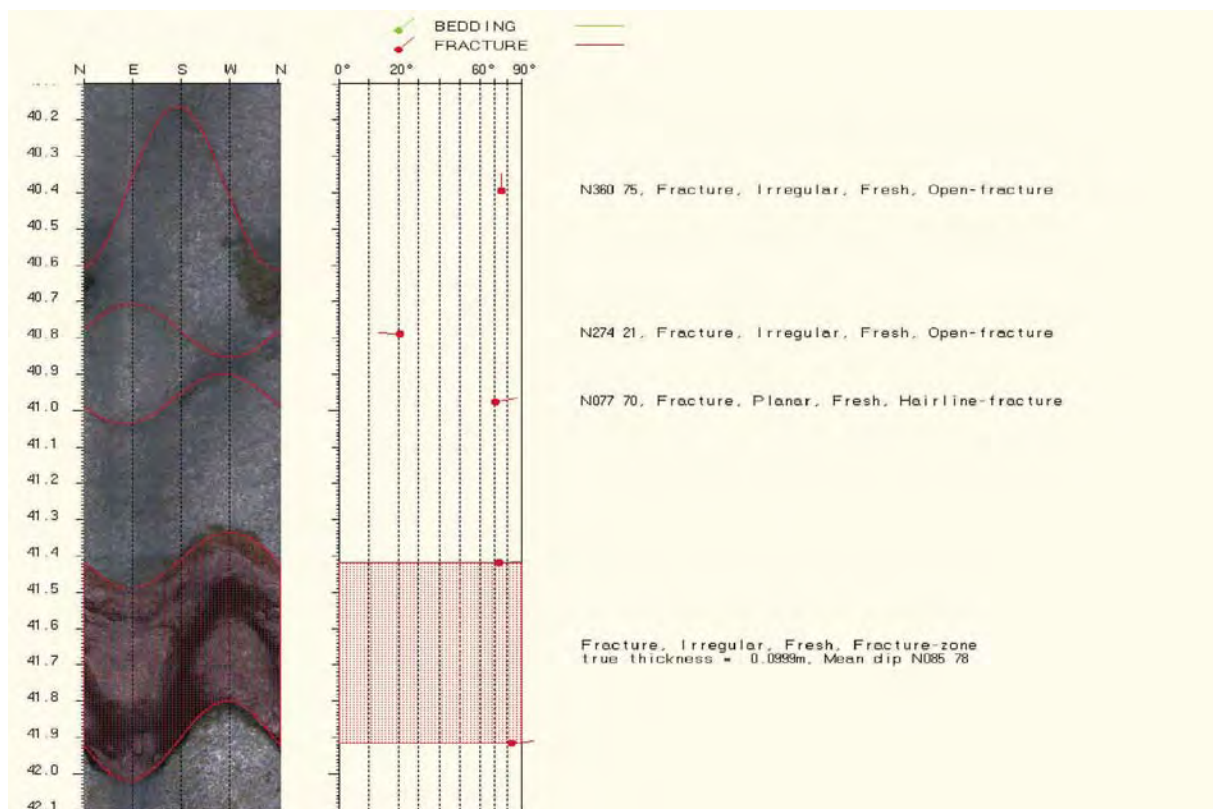 BEDDING
FRACTURE
N E S W N 0° 20° 60° 90°
40.2
40.3
40.4 N360 75, Fracture, Irregular, Fresh, Open-fracture
40.5
40.6
40.7
40.8 N274 21, Fracture, Irregular, Fresh, Open-fracture
40.9
41.0 N077 70, Fracture, Planar, Fresh, Hairline-fracture
41.1
41.2
41.3
41.4
41.5
41.6
Fracture, Irregular, Fresh, Fracture-zone
41.7 true thickness = 0.0999m, Mean dip N085 78
41.8
41.9
42.0
42.1